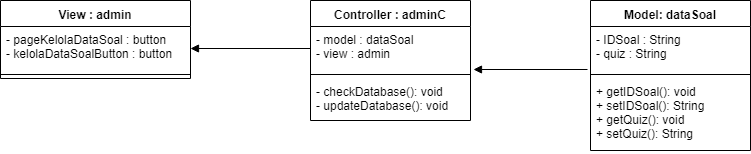 View : admin
- pageKelolaDataSoal : button
- kelolaDataSoalButton : button
Controller : adminC
- model : dataSoal
- view : admin
- checkDatabase(): void
- updateDatabase(): void
Model: dataSoal
- IDSoal : String
- quiz : String
+ getIDSoal(): void
+ setIDSoal(): String
+ getQuiz(): void
+ setQuiz(): String